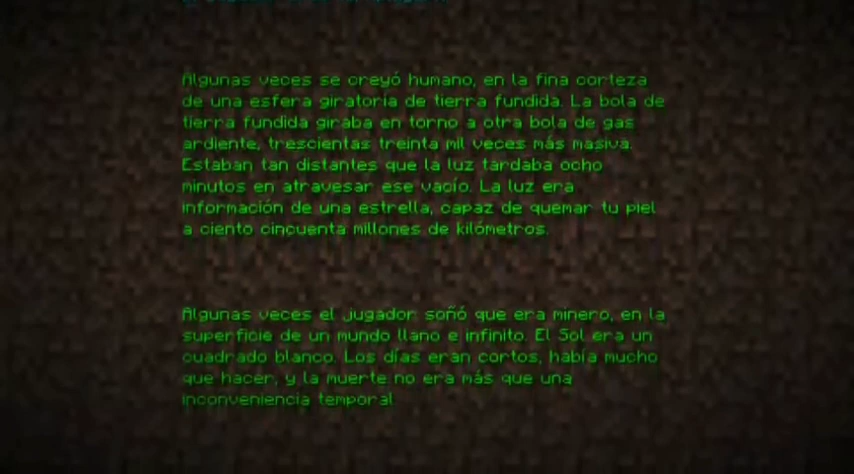 Algunas veces se creyó humano, en la fina corteza
de una esfera giratoria de tierra fundida. La bola de
tierra fundida giraba en torno a otra bola de gas
ardiente, trescientas treinta mil veces más masiva.
Estaban tan distantes que la luz tardaba ocho
minutos en atravesar ese vacío. La luz era
información de una estrella, capaz de quemar tu piel
a ciento cincuenta millones de kilómetros.
Algunas veces el jugador soñó que era minero, en la
superficie de un mundo llano e infinito. El Sol era un
cuadrado blanco. Los días eran cortos, había mucho
que hacer, y la muerte no era más que una
inconveniencia temporal